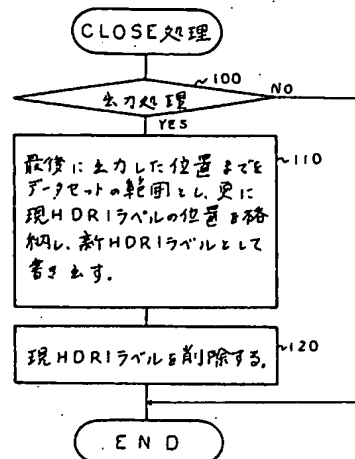 CLOSE処理
100
出力処理
NO
YES
110
最後に出力した位置までを
データセットの範囲とし、更に
現HDR1ラベルの位置を格
納し、新HDR1ラベルとして
書き出す。
120
現HDR1ラベルを削除する。
END